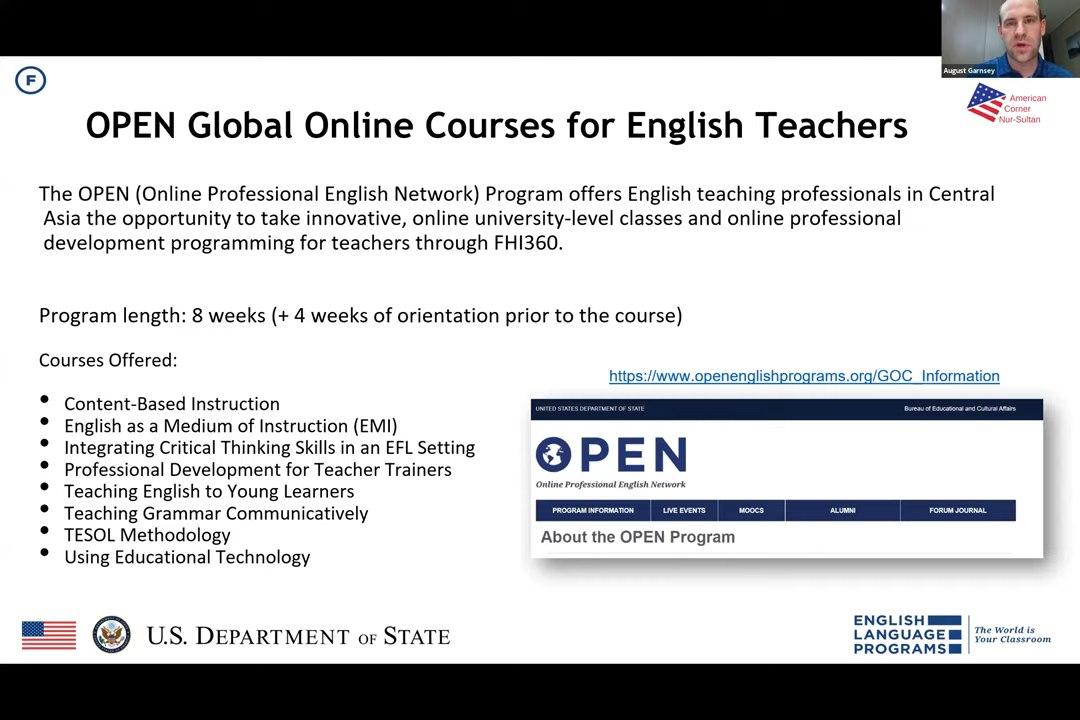 August Garnsey
F
American
Corner
Nur-Sultan
OPEN Global Online Courses for English Teachers
The OPEN (Online Professional English Network) Program offers English teaching professionals in Central
Asia the opportunity to take innovative, online university-level classes and online professional
development programming for teachers through FHI360.
Program length: 8 weeks (+ 4 weeks of orientation prior to the course)
Courses Offered:
• Content-Based Instruction
• English as a Medium of Instruction (EMI)
• Integrating Critical Thinking Skills in an EFL Setting
• Professional Development for Teacher Trainers
• Teaching English to Young Learners
• Teaching Grammar Communicatively
• TESOL Methodology
• Using Educational Technology
https://www.openenglishprograms.org/GOC_Information
UNITED STATES DEPARTMENT OF STATE Bureau of Educational and Cultural Affairs
OPEN
Online Professional English Network
PROGRAM INFORMATION LIVE EVENTS MOOCS ALUMNI FORUM JOURNAL
About the OPEN Program
U.S. DEPARTMENT OF STATE
ENGLISH
LANGUAGE
PROGRAMS
The World is
Your Classroom